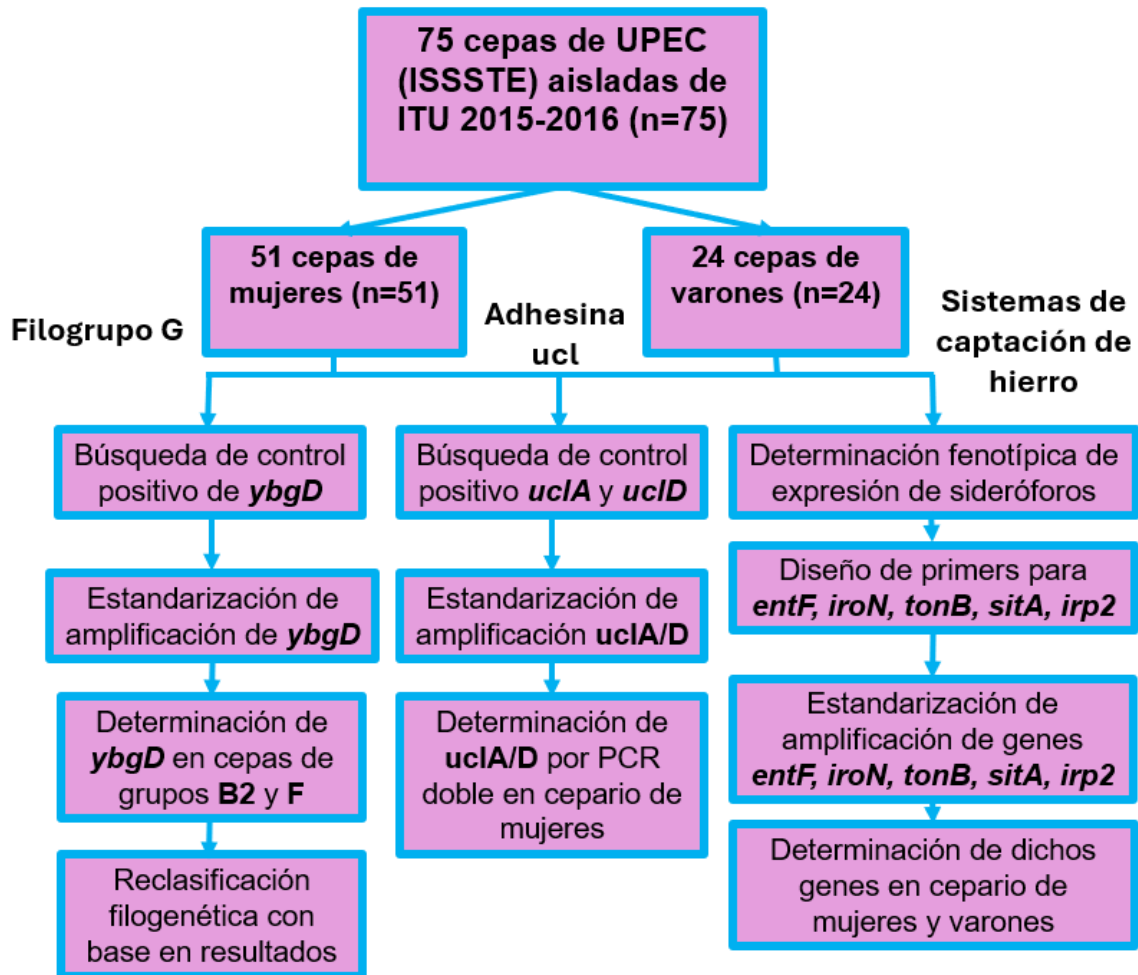 75 cepas de UPEC
(ISSSTE) aisladas de
ITU 2015-2016 (n=75)
51 cepas de
mujeres (n=51)
24 cepas de
varones (n=24)
Filogrupo G
Adhesina
ucl
Sistemas de
captación de
hierro
Búsqueda de control
positivo de ybgD
Estandarización de
amplificación de ybgD
Determinación de
ybgD en cepas de
grupos B2 y F
Reclasificación
filogenética con
base en resultados
Búsqueda de control
positivo uclA y uclD
Estandarización de
amplificación uclA/D
Determinación de
uclA/D por PCR
doble en cepario de
mujeres
Determinación fenotípica de
expresión de sideróforos
Diseño de primers para
entF, iroN, tonB, sitA, irp2
Estandarización de
amplificación de genes
entF, iroN, tonB, sitA, irp2
Determinación de dichos
genes en cepario de
mujeres y varones